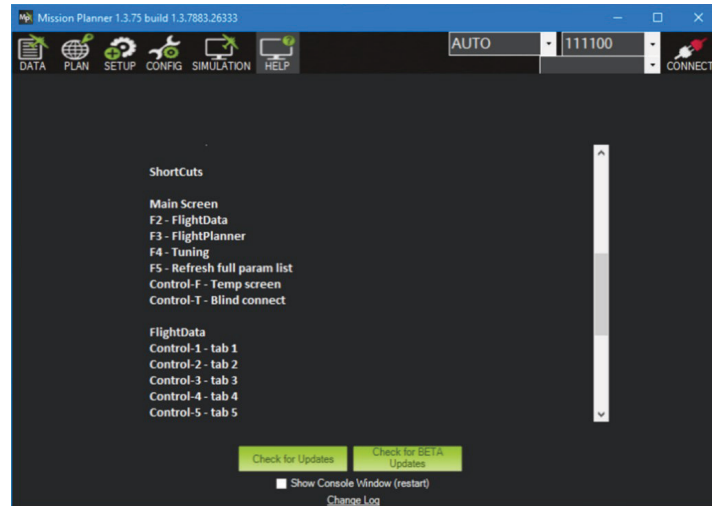 Mission Planner 1.3.75 build 1.3.7883.26333
DATA PLAN SETUP CONFIG SIMULATION HELP
AUTO 111100
CONNECT
ShortCuts
Main Screen
F2 - FlightData
F3 - FlightPlanner
F4 - Tuning
F5 - Refresh full param list
Control-F - Temp screen
Control-T - Blind connect
FlightData
Control-1 - tab 1
Control-2 - tab 2
Control-3 - tab 3
Control-4 - tab 4
Control-5 - tab 5
Check for Updates
Check for BETA
Updates
Show Console Window (restart)
Change Log